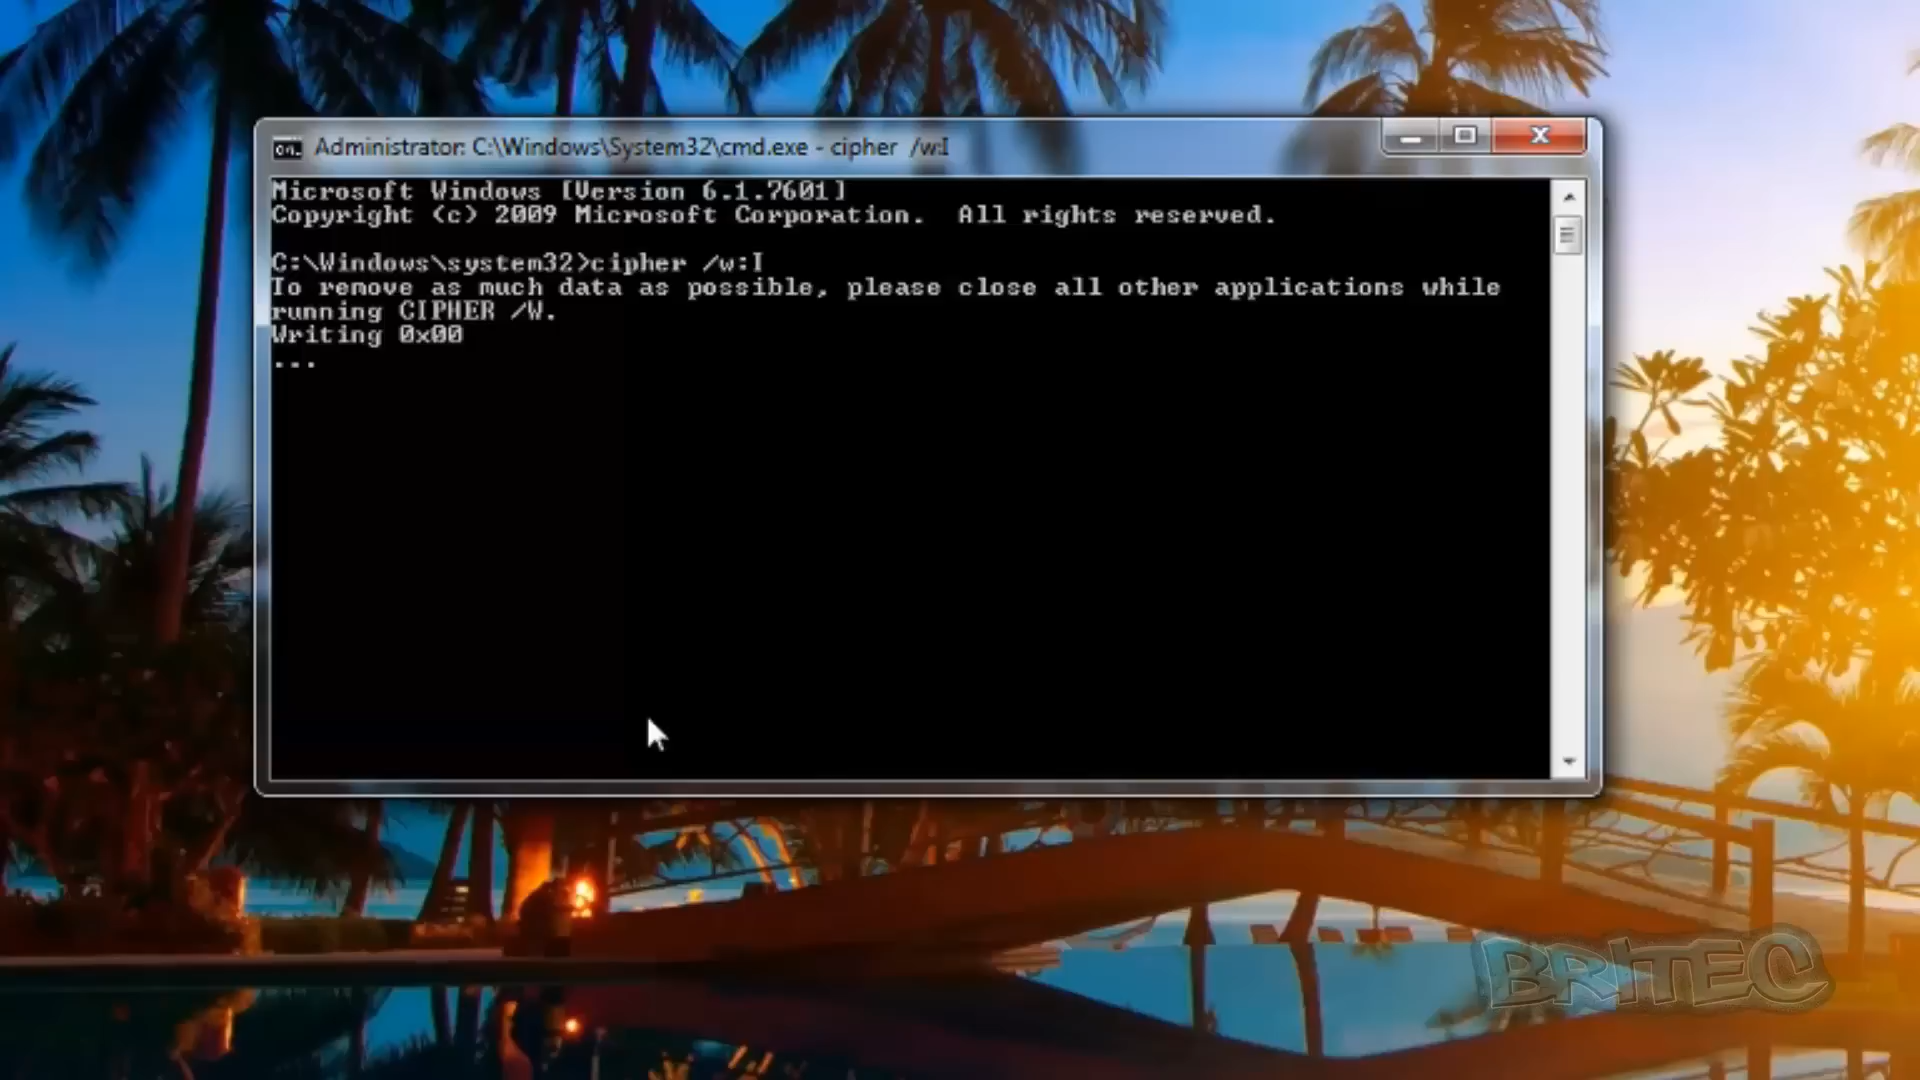 Administrator: C:\Windows\System32\cmd.exe - cipher  /w:I
Microsoft Windows [Version 6.1.7601]
Copyright (c) 2009 Microsoft Corporation.  All rights reserved.
C:\Windows\system32>cipher /w:I
To remove as much data as possible, please close all other applications while
running CIPHER /W.
Writing 0x00
...
BRITEC